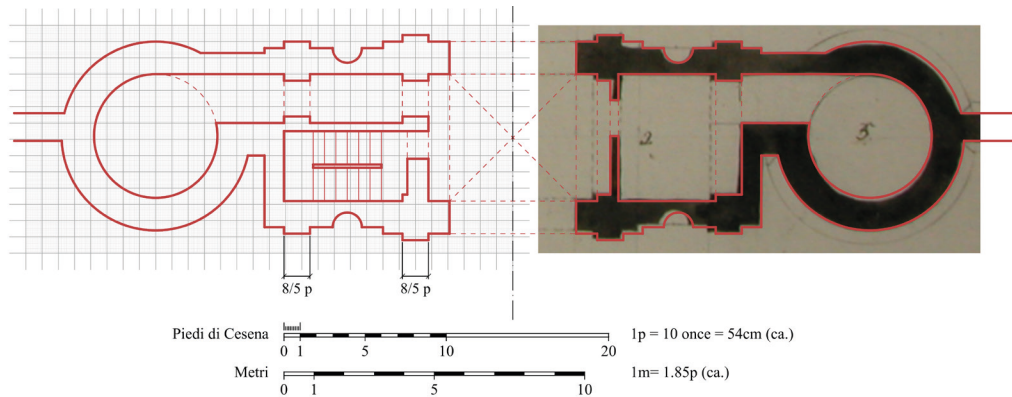 2
5
8/5 p
8/5 p
Piedi di Cesena
0 1 5 10 20
1p = 10 once = 54cm (ca.)
Metri
0 1 5 10
1m= 1.85p (ca.)